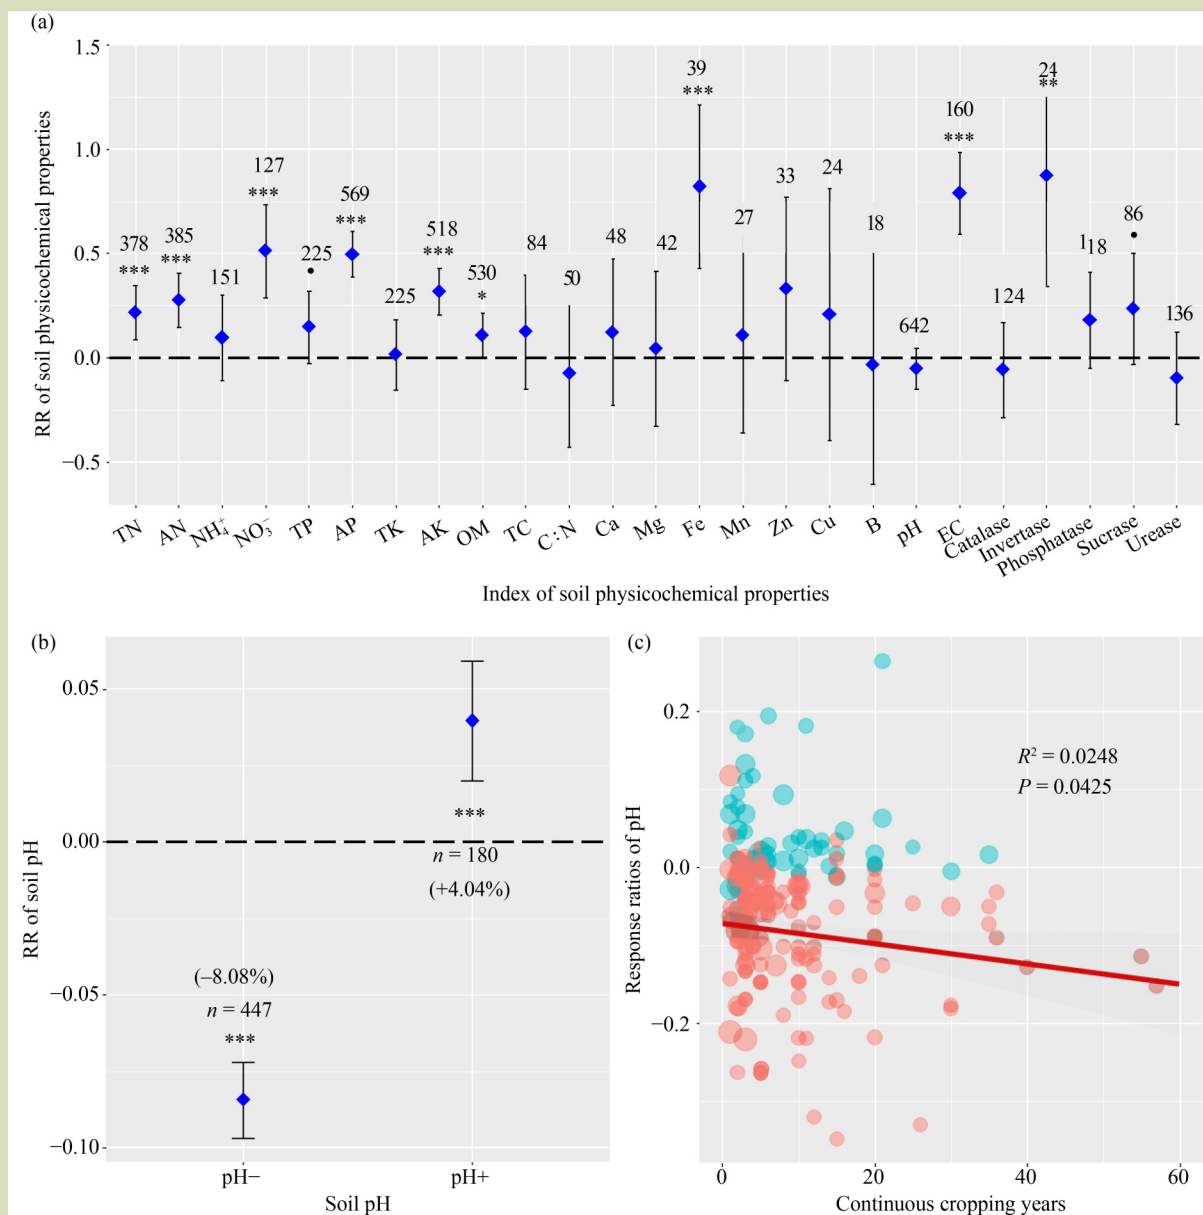 (a)
1.5
1.0
0.5
0.0
−0.5
RR of soil physicochemical properties
378
***
385
***
151
127
***
225
•
569
***
225
518
***
530
*
84
50
48
42
39
***
27
33
24
18
642
160
***
124
24
**
118
86
•
136
TN
AN
NH₄⁺
NO₃⁻
TP
AP
TK
AK
OM
TC
C:N
Ca
Mg
Fe
Mn
Zn
Cu
B
pH
EC
Catalase
Invertase
Phosphatase
Sucrase
Urease
Index of soil physicochemical properties
(b)
0.05
0.00
−0.05
−0.10
RR of soil pH
***
n = 180
(+4.04%)
(−8.08%)
n = 447
***
pH−
pH+
Soil pH
(c)
0.2
0.0
−0.2
Response ratios of pH
R² = 0.0248
P = 0.0425
0
20
40
60
Continuous cropping years